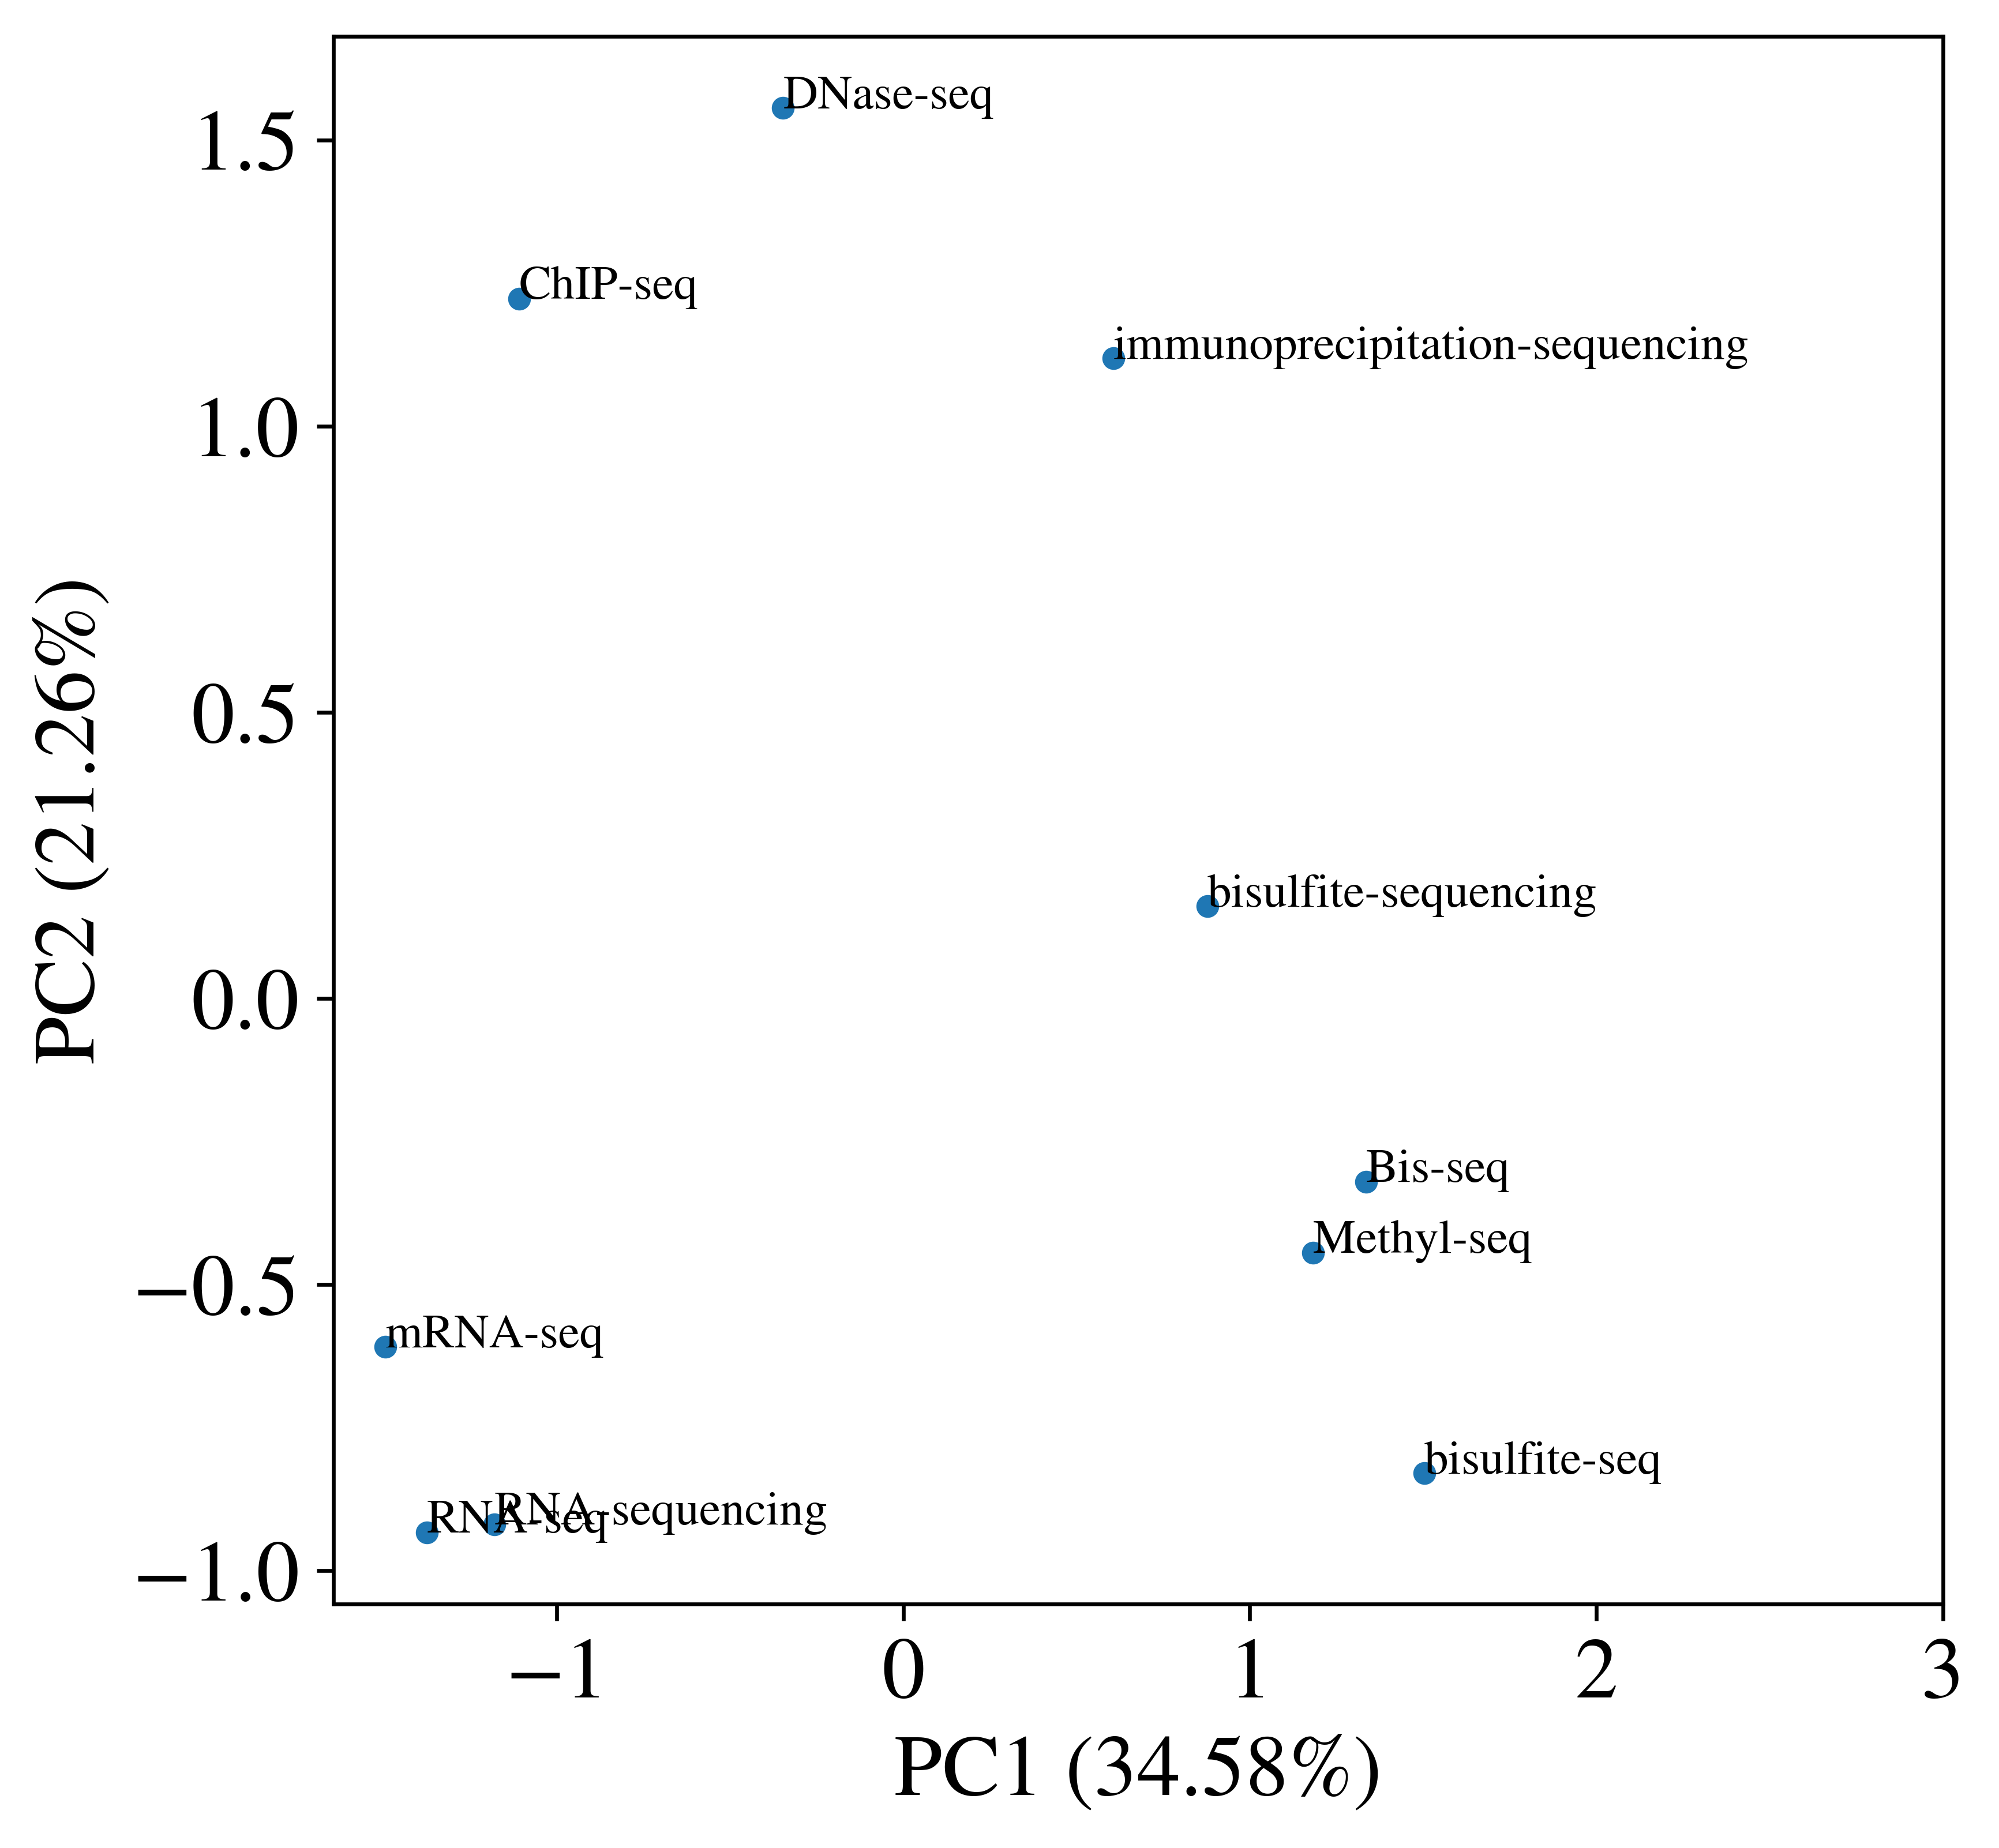 DNase-seq
1.5
ChIP-seq
immunoprecipitation-sequencing
1.0
0.5
bisulfite-sequencing
0.0
Bis-seq
Methyl-seq
−0.5
mRNA-seq
bisulfite-seq
RNA-sequencing
RNA-seq
−1.0
−1 0 1 2 3
PC1 (34.58%)
PC2 (21.26%)